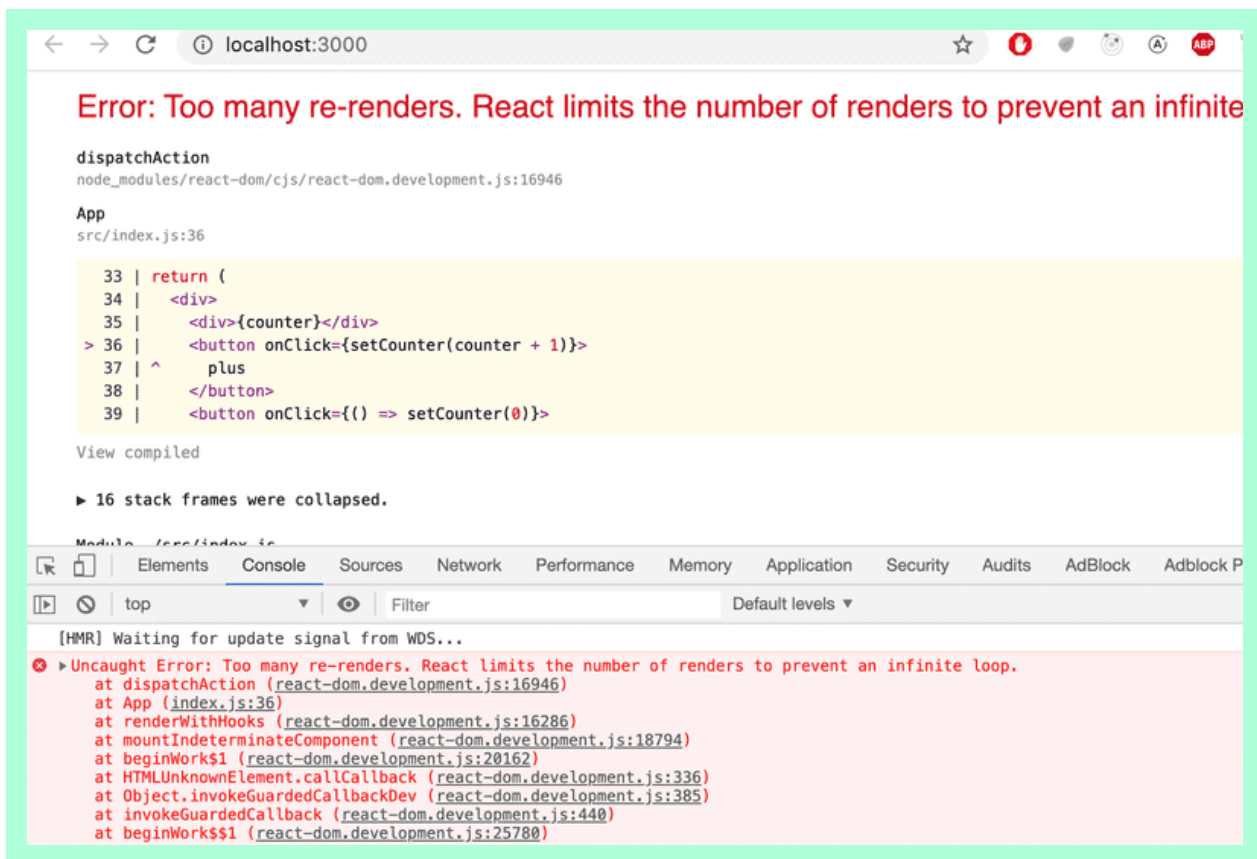 localhost:3000
ABP
Error: Too many re-renders. React limits the number of renders to prevent an infinite
dispatchAction
node_modules/react-dom/cjs/react-dom.development.js:16946
App
src/index.js:36
33 | return (
34 |   <div>
35 |     <div>{counter}</div>
> 36 |     <button onClick={setCounter(counter + 1)}>
37 | ^     plus
38 |     </button>
39 |     <button onClick={() => setCounter(0)}>
View compiled
▶ 16 stack frames were collapsed.
Module../src/index.js
Elements Console Sources Network Performance Memory Application Security Audits AdBlock Adblock P
top ▼ Filter Default levels ▼
[HMR] Waiting for update signal from WDS...
▶Uncaught Error: Too many re-renders. React limits the number of renders to prevent an infinite loop.
at dispatchAction (react-dom.development.js:16946)
at App (index.js:36)
at renderWithHooks (react-dom.development.js:16286)
at mountIndeterminateComponent (react-dom.development.js:18794)
at beginWork$1 (react-dom.development.js:20162)
at HTMLUnknownElement.callCallback (react-dom.development.js:336)
at Object.invokeGuardedCallbackDev (react-dom.development.js:385)
at invokeGuardedCallback (react-dom.development.js:440)
at beginWork$$1 (react-dom.development.js:25780)